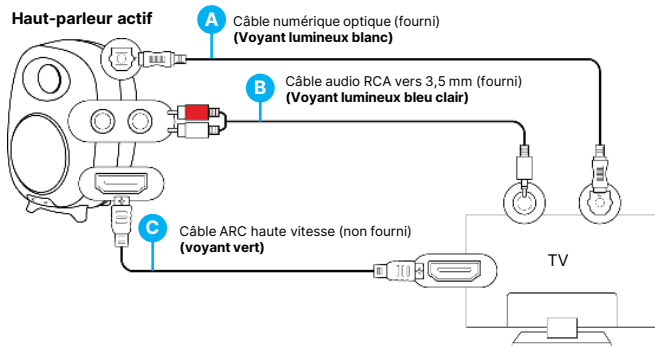 Haut-parleur actif
A
Câble numérique optique (fourni)
(Voyant lumineux blanc)
B
Câble audio RCA vers 3,5 mm (fourni)
(Voyant lumineux bleu clair)
C
Câble ARC haute vitesse (non fourni)
(voyant vert)
TV